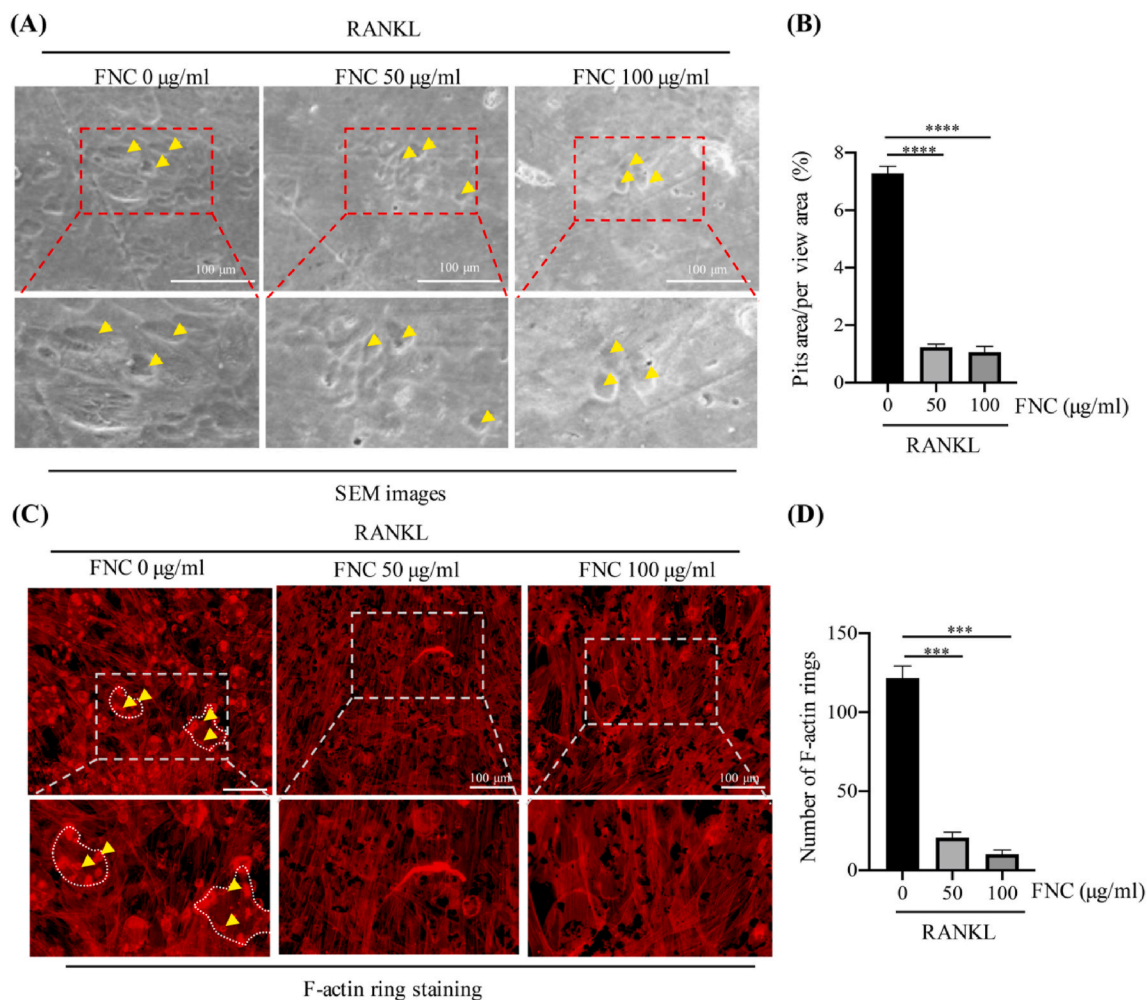 (A)
RANKL
FNC 0 μg/ml FNC 50 μg/ml FNC 100 μg/ml
100 μm 100 μm 100 μm
SEM images
(B)
Pits area/per view area (%)
8
6
4
2
0
**** 
****
0 50 100 FNC (μg/ml)
RANKL
(C)
RANKL
FNC 0 μg/ml FNC 50 μg/ml FNC 100 μg/ml
100 μm 100 μm
F-actin ring staining
(D)
Number of F-actin rings
150
100
50
0
***
***
0 50 100 FNC (μg/ml)
RANKL